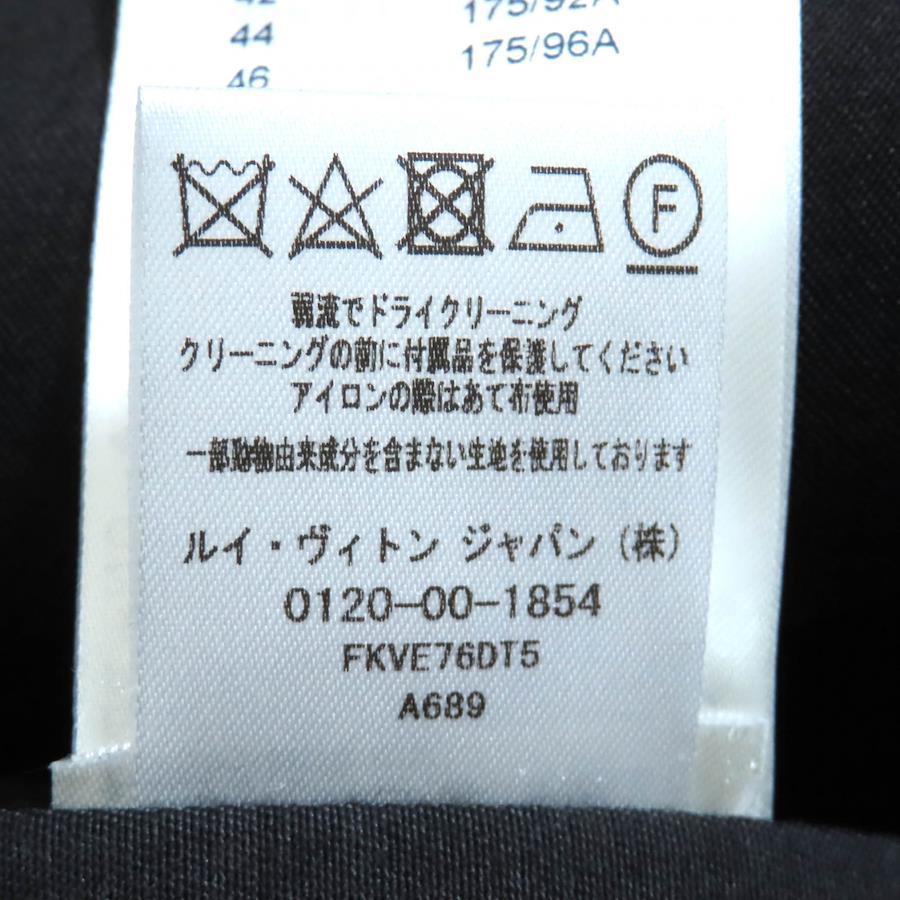 42 175/92A
44 175/96A
46
F
弱流でドライクリーニング
クリーニングの前に付属品を保護してください
アイロンの際はあて布使用
一部動物由来成分を含まない生地を使用しております
ルイ・ヴィトン ジャパン（株）
0120-00-1854
FKVE76DT5
A689